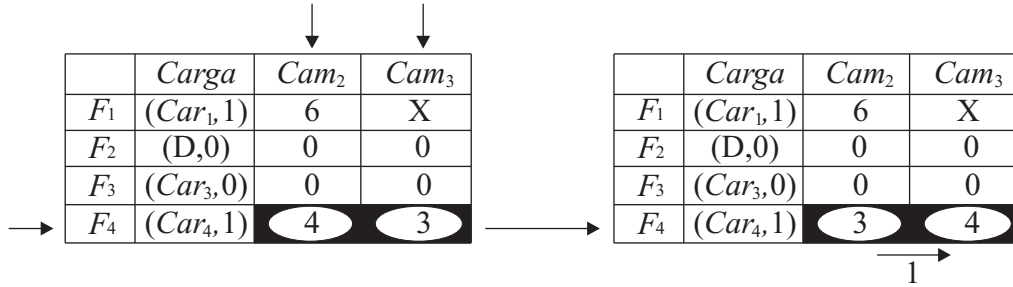 Carga Cam₂ Cam₃
F₁ (Car₁,1) 6 X
F₂ (D,0) 0 0
F₃ (Car₃,0) 0 0
F₄ (Car₄,1) 4 3
Carga Cam₂ Cam₃
F₁ (Car₁,1) 6 X
F₂ (D,0) 0 0
F₃ (Car₃,0) 0 0
F₄ (Car₄,1) 3 4
1